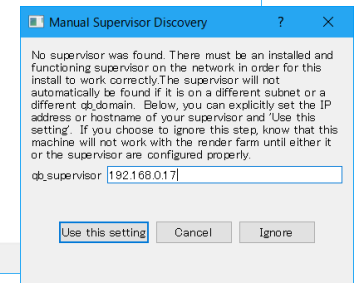 Manual Supervisor Discovery
No supervisor was found. There must be an installed and
functioning supervisor on the network in order for this
install to work correctly.The supervisor will not
automatically be found if it is on a different subnet or a
different qb_domain. Below, you can explicitly set the IP
address or hostname of your supervisor and 'Use this
setting'. If you choose to ignore this step, know that this
machine will not work with the render farm until either it
or the supervisor are configured properly.
qb_supervisor 192.168.0.17
Use this setting Cancel Ignore